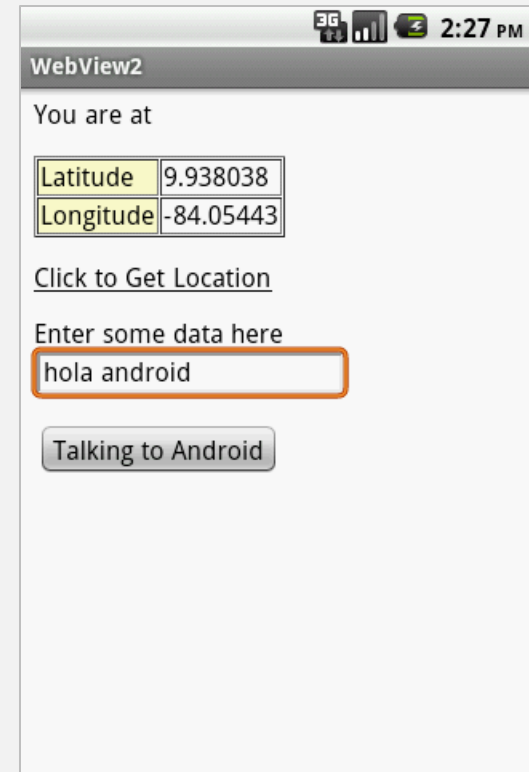 3G 2:27 PM
WebView2
You are at
Latitude 9.938038
Longitude -84.05443
Click to Get Location
Enter some data here
hola android
Talking to Android